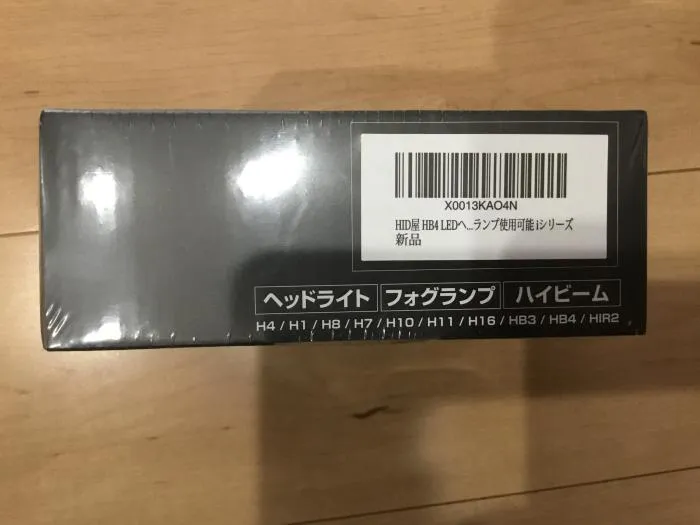 X0013KAO4N
HID屋 HB4 LEDヘ...ランプ使用可能 iシリーズ
新品
ヘッドライト フォグランプ ハイビーム
H4 / H1 / H8 / H7 / H10 / H11 / H16 / HB3 / HB4 / HIR2